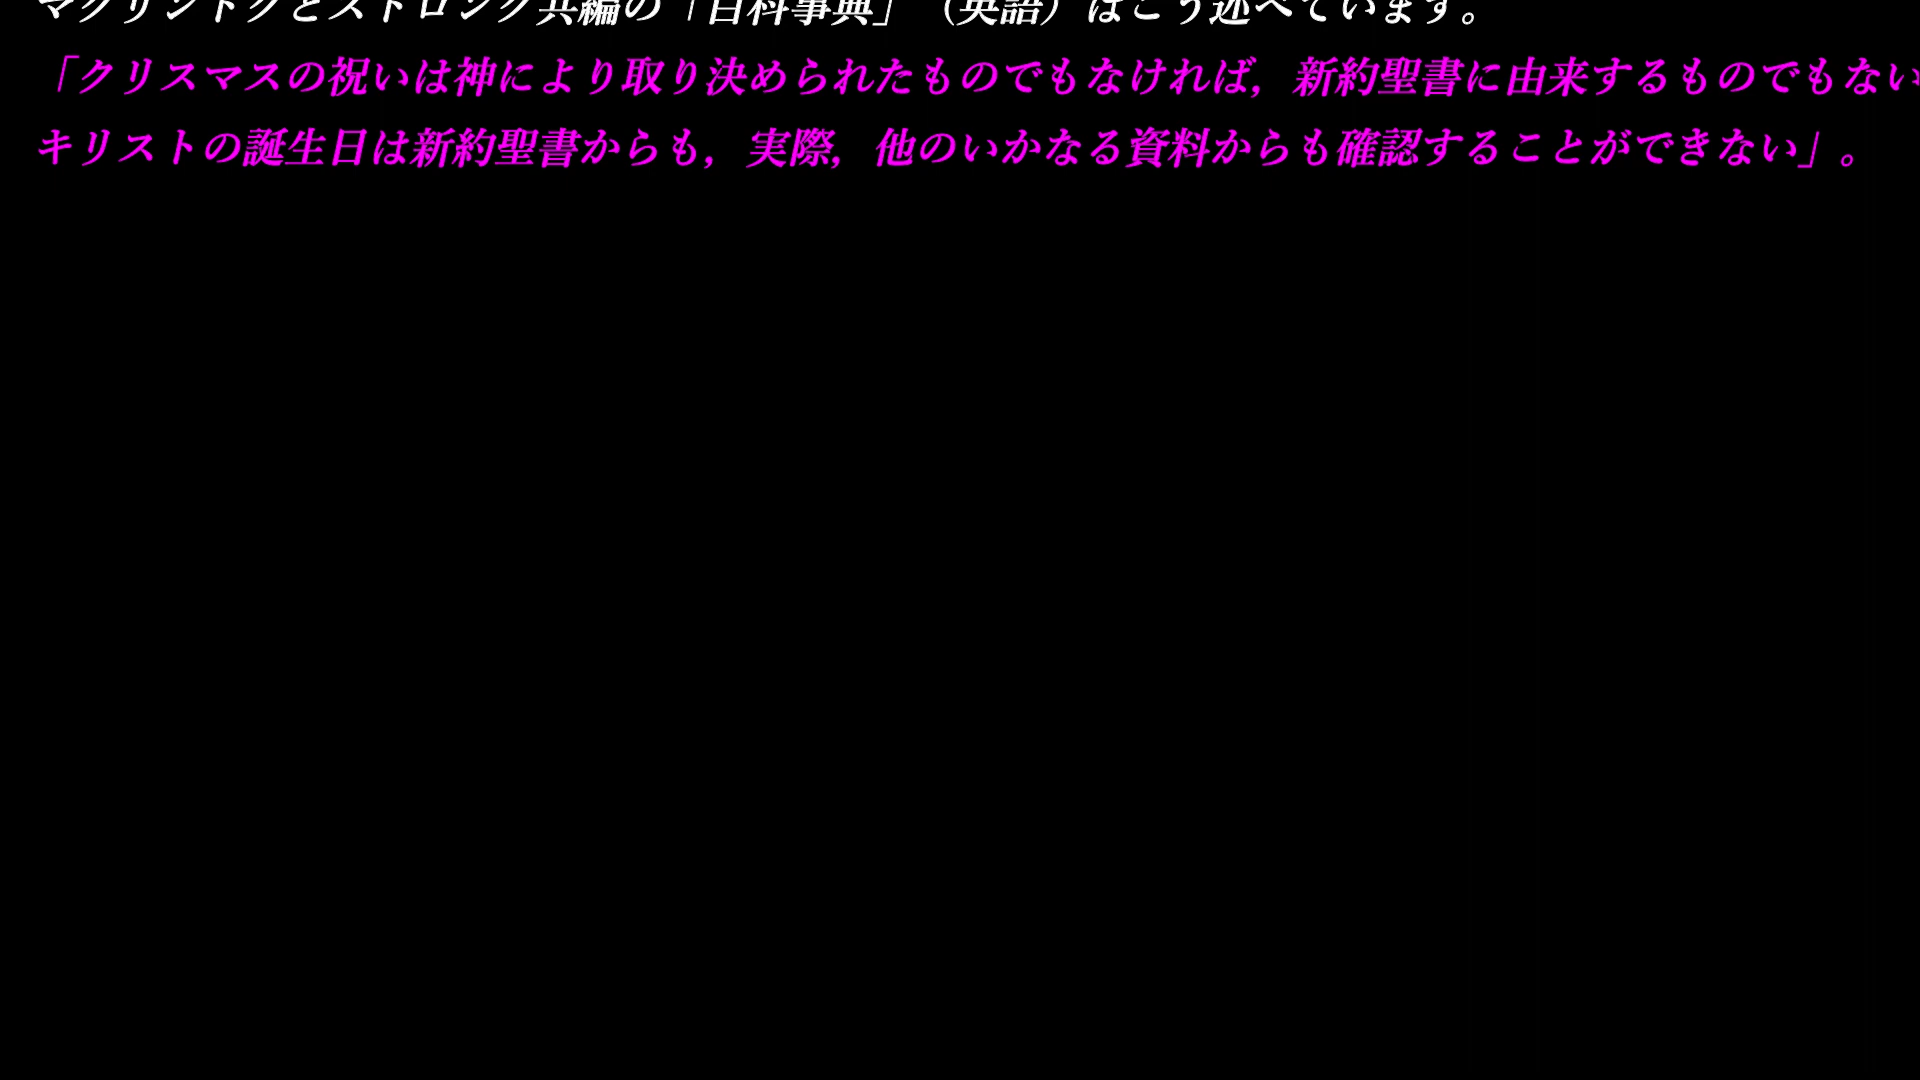 マクリントクとストロング共編の「百科事典」（英語）はこう述べています。
「クリスマスの祝いは神により取り決められたものでもなければ，新約聖書に由来するものでもない
キリストの誕生日は新約聖書からも，実際，他のいかなる資料からも確認することができない」。